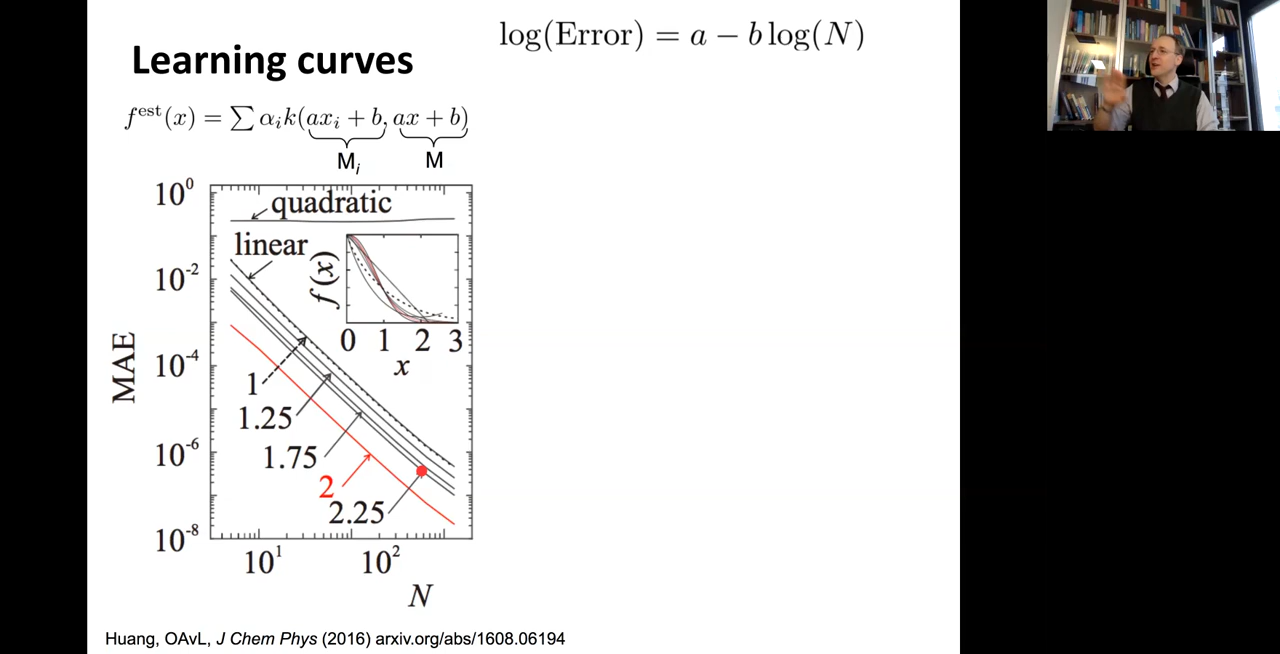 log(Error) = a − b log(N)
Learning curves
f^est(x) = ∑ α_i k(ax_i + b, ax + b)
M_i M
10^0
quadratic
linear
10^-2
f(x)
0 1 2 3
x
MAE
10^-4
1
1.25
10^-6
1.75
2
2.25
10^-8
10^1 10^2
N
Huang, OAvL, J Chem Phys (2016) arxiv.org/abs/1608.06194